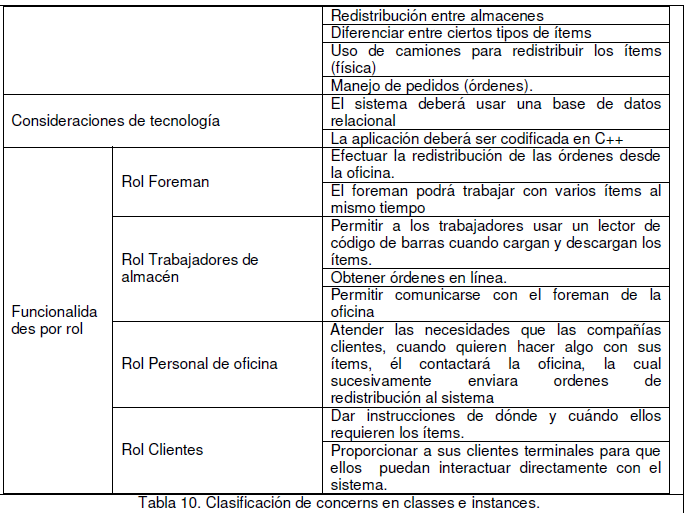 Redistribución entre almacenes
Diferenciar entre ciertos tipos de ítems
Uso de camiones para redistribuir los ítems
(física)
Manejo de pedidos (órdenes).
Consideraciones de tecnología
El sistema deberá usar una base de datos
relacional
La aplicación deberá ser codificada en C++
Funcionalida
des por rol
Rol Foreman
Efectuar la redistribución de las órdenes desde
la oficina.
El foreman podrá trabajar con varios ítems al
mismo tiempo
Rol Trabajadores de
almacén
Permitir a los trabajadores usar un lector de
código de barras cuando cargan y descargan los
ítems.
Obtener órdenes en línea.
Permitir comunicarse con el foreman de la
oficina
Rol Personal de oficina
Atender las necesidades que las compañías
clientes, cuando quieren hacer algo con sus
ítems, él contactará la oficina, la cual
sucesivamente enviara ordenes de
redistribución al sistema
Rol Clientes
Dar instrucciones de dónde y cuándo ellos
requieren los ítems.
Proporcionar a sus clientes terminales para que
ellos puedan interactuar directamente con el
sistema.
Tabla 10. Clasificación de concerns en classes e instances.